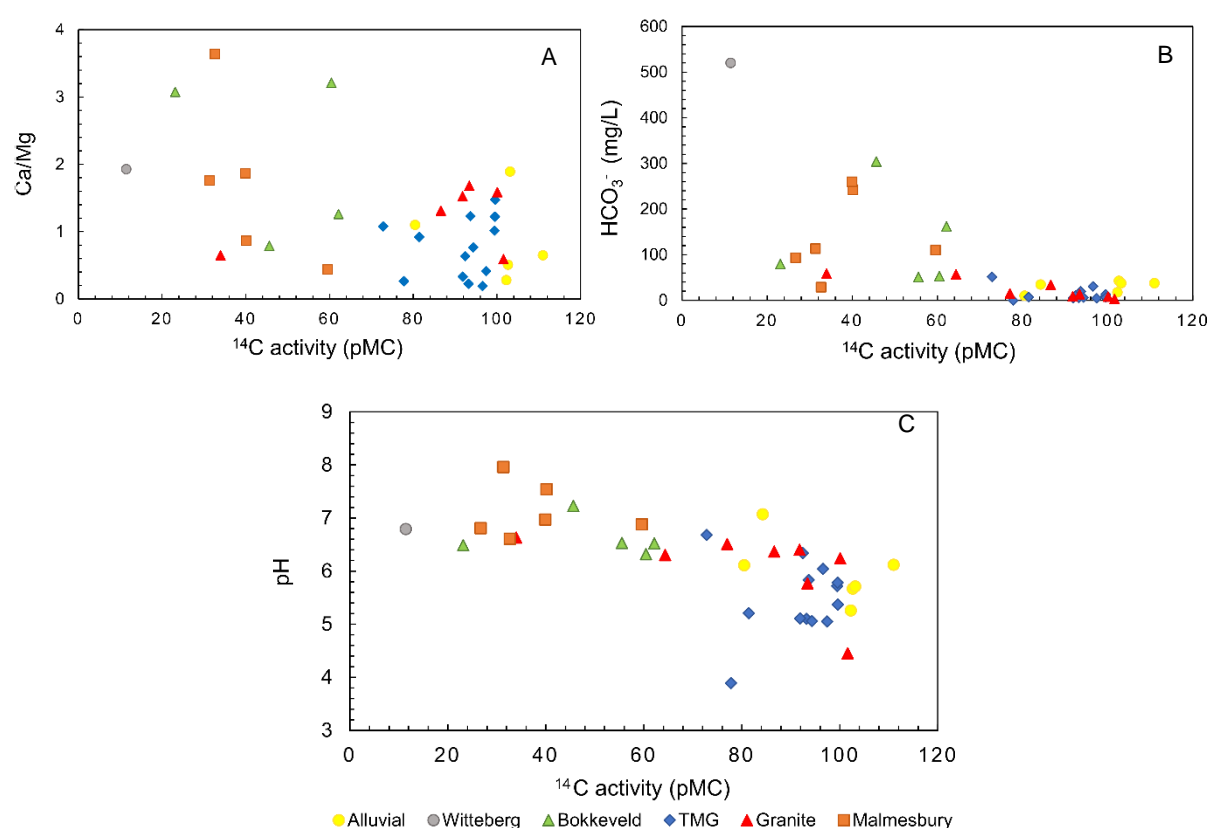 A
Ca/Mg
4
3
2
1
0
0 20 40 60 80 100 120
¹⁴C activity (pMC)
B
HCO₃⁻ (mg/L)
600
500
400
300
200
100
0
0 20 40 60 80 100 120
¹⁴C activity (pMC)
C
pH
9
8
7
6
5
4
3
0 20 40 60 80 100 120
¹⁴C activity (pMC)
Alluvial Witteberg Bokkeveld TMG Granite Malmesbury